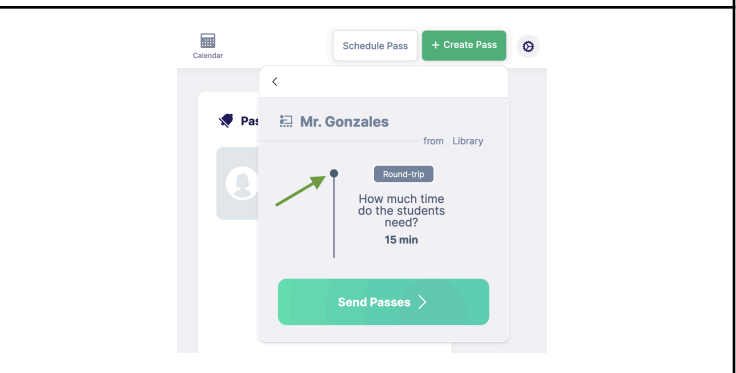 Calendar
Schedule Pass
+ Create Pass
Pas
Mr. Gonzales
from Library
Round-trip
How much time
do the students
need?
15 min
Send Passes